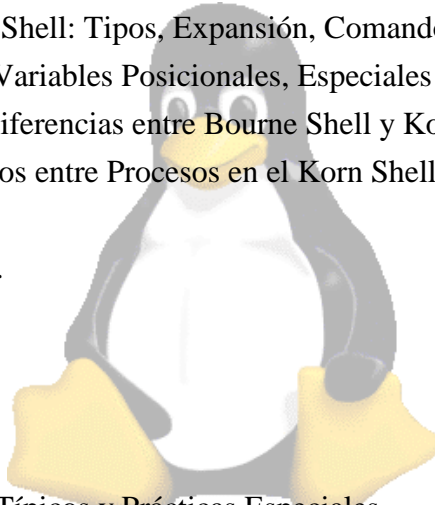 Shell: Tipos, Expansión, Comando
Variables Posicionales, Especiales
iferencias entre Bourne Shell y Ko
os entre Procesos en el Korn Shell
.
Típicos y Prácticas Especiales